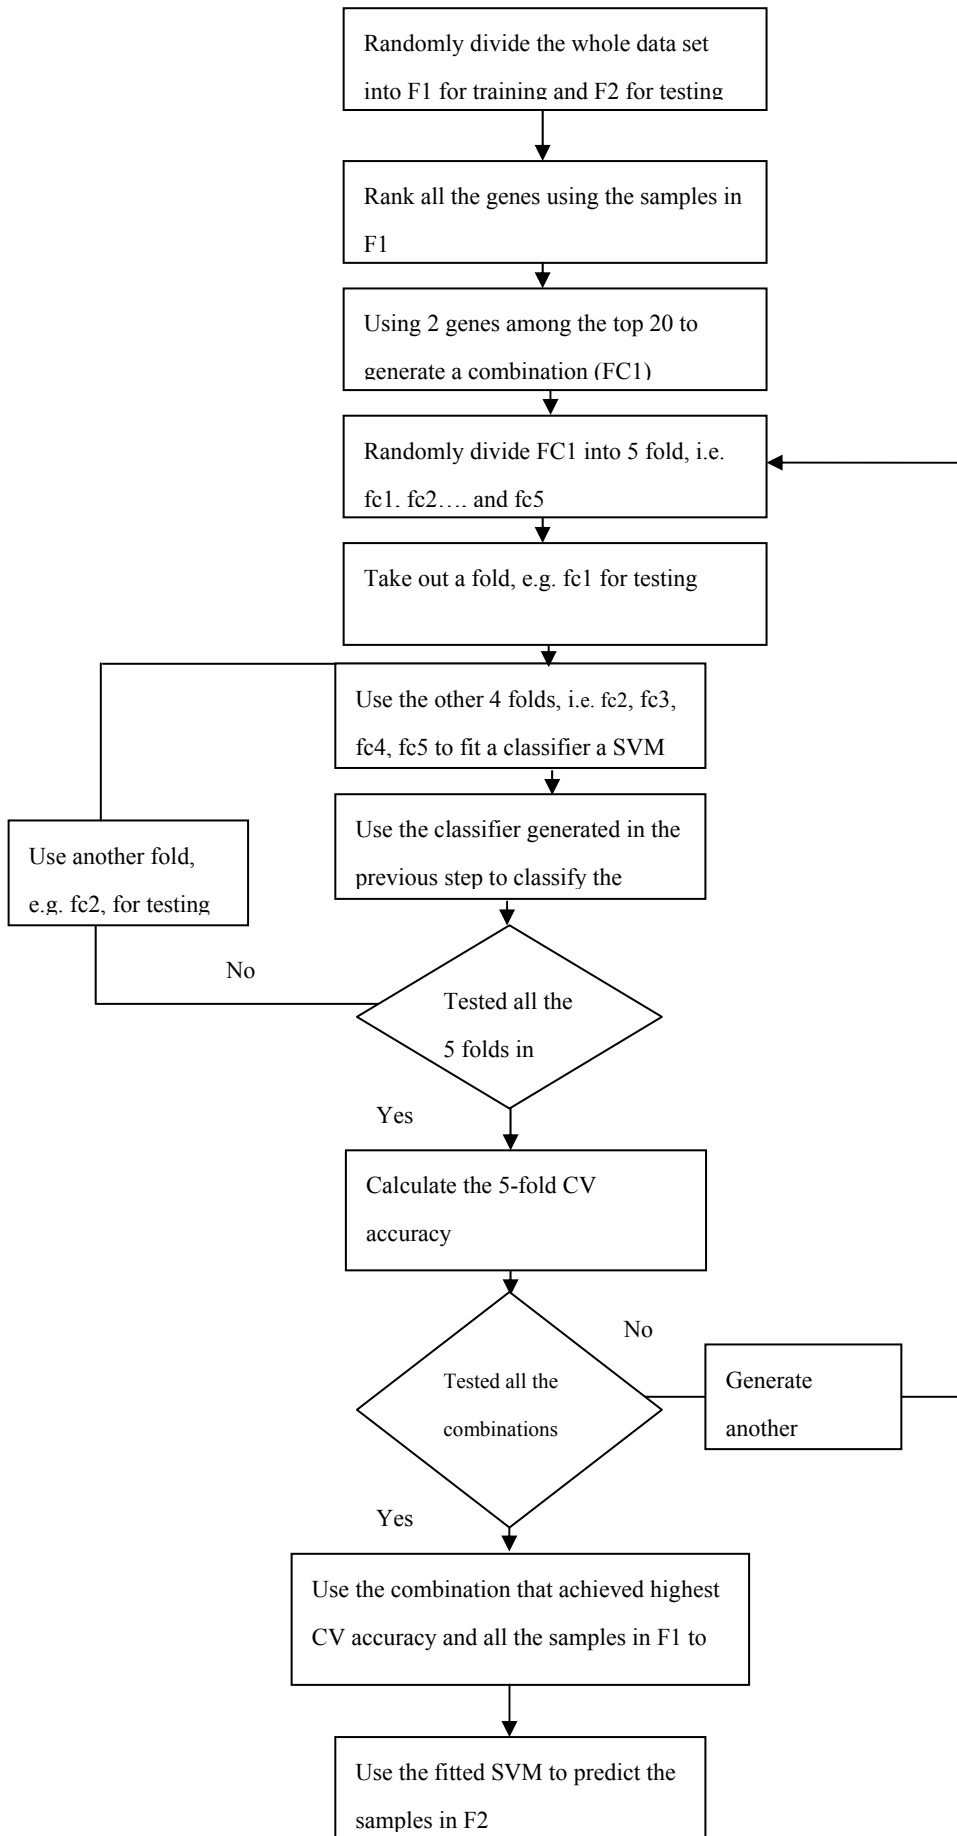 Randomly divide the whole data set
into F1 for training and F2 for testing
Rank all the genes using the samples in
F1
Using 2 genes among the top 20 to
generate a combination (FC1)
Randomly divide FC1 into 5 fold, i.e.
fc1, fc2…, and fc5
Take out a fold, e.g. fc1 for testing
Use the other 4 folds, i.e. fc2, fc3,
fc4, fc5 to fit a classifier a SVM
Use the classifier generated in the
previous step to classify the
Use another fold,
e.g. fc2, for testing
No
Tested all the
5 folds in
Yes
Calculate the 5-fold CV
accuracy
No
Tested all the
combinations
Generate
another
Yes
Use the combination that achieved highest
CV accuracy and all the samples in F1 to
Use the fitted SVM to predict the
samples in F2